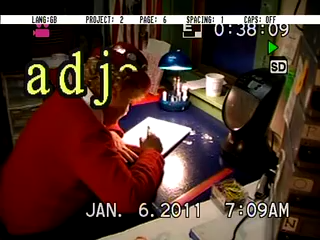 LANG:GB PROJECT: 2 PAGE: 6 SPACING: 1 CAPS: OFF
0:38:09
SD
adj
JAN. 6.2011 7:09AM